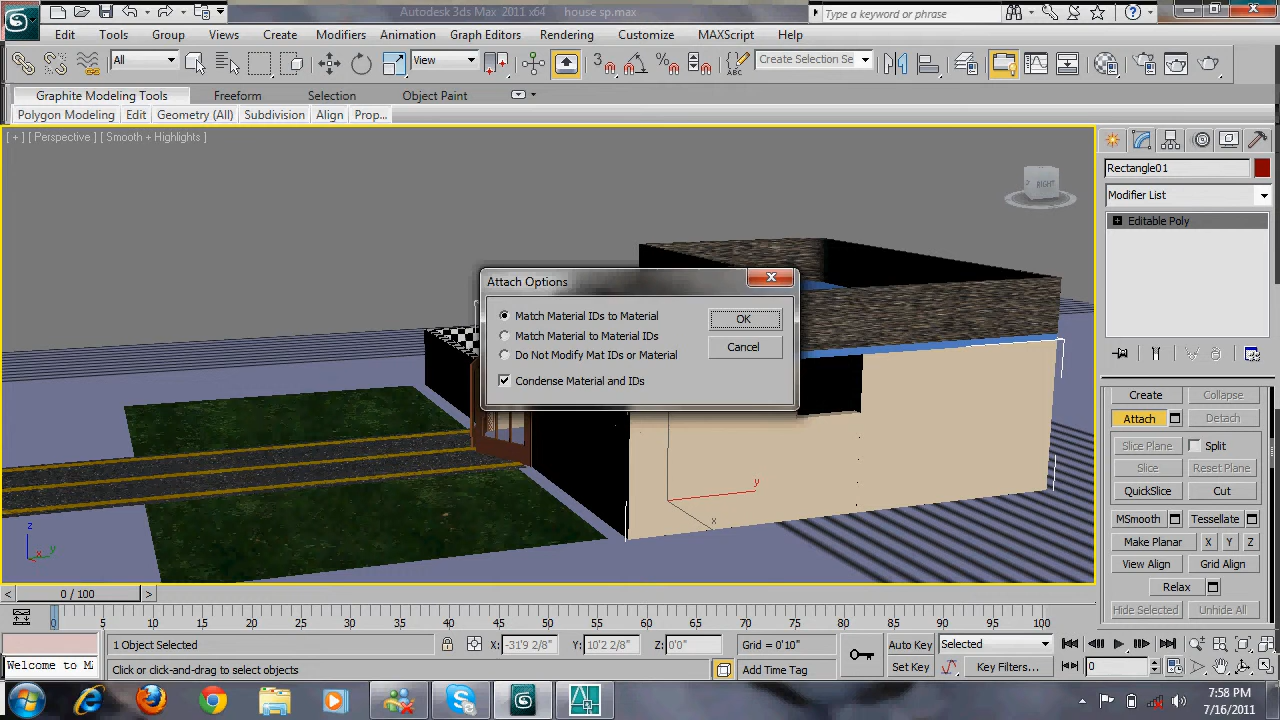 Autodesk 3ds Max 2011 x64 house sp.max
Type a keyword or phrase
Edit Tools Group Views Create Modifiers Animation Graph Editors Rendering Customize MAXScript Help
All View 3 Create Selection Se
Graphite Modeling Tools Freeform Selection Object Paint
Polygon Modeling Edit Geometry (All) Subdivision Align Prop...
[ + ] [ Perspective ] [ Smooth + Highlights ]
RIGHT
Rectangle01
Modifier List
Editable Poly
Attach Options
Match Material IDs to Material
OK
Match Material to Material IDs
Cancel
Do Not Modify Mat IDs or Material
Condense Material and IDs
Create Collapse
Attach Detach
Slice Plane Split
Slice Reset Plane
QuickSlice Cut
MSmooth Tessellate
Make Planar X Y Z
View Align Grid Align
Relax
Hide Selected Unhide All
y
x
z
x y
< 0 / 100 >
0 5 10 15 20 25 30 35 40 45 50 55 60 65 70 75 80 85 90 95 100
1 Object Selected X: -31'9 2/8" Y: 10'2 2/8" Z: 0'0" Grid = 0'10" Auto Key Selected
Welcome to M Click or click-and-drag to select objects Add Time Tag Set Key Key Filters... 0
7:58 PM
7/16/2011